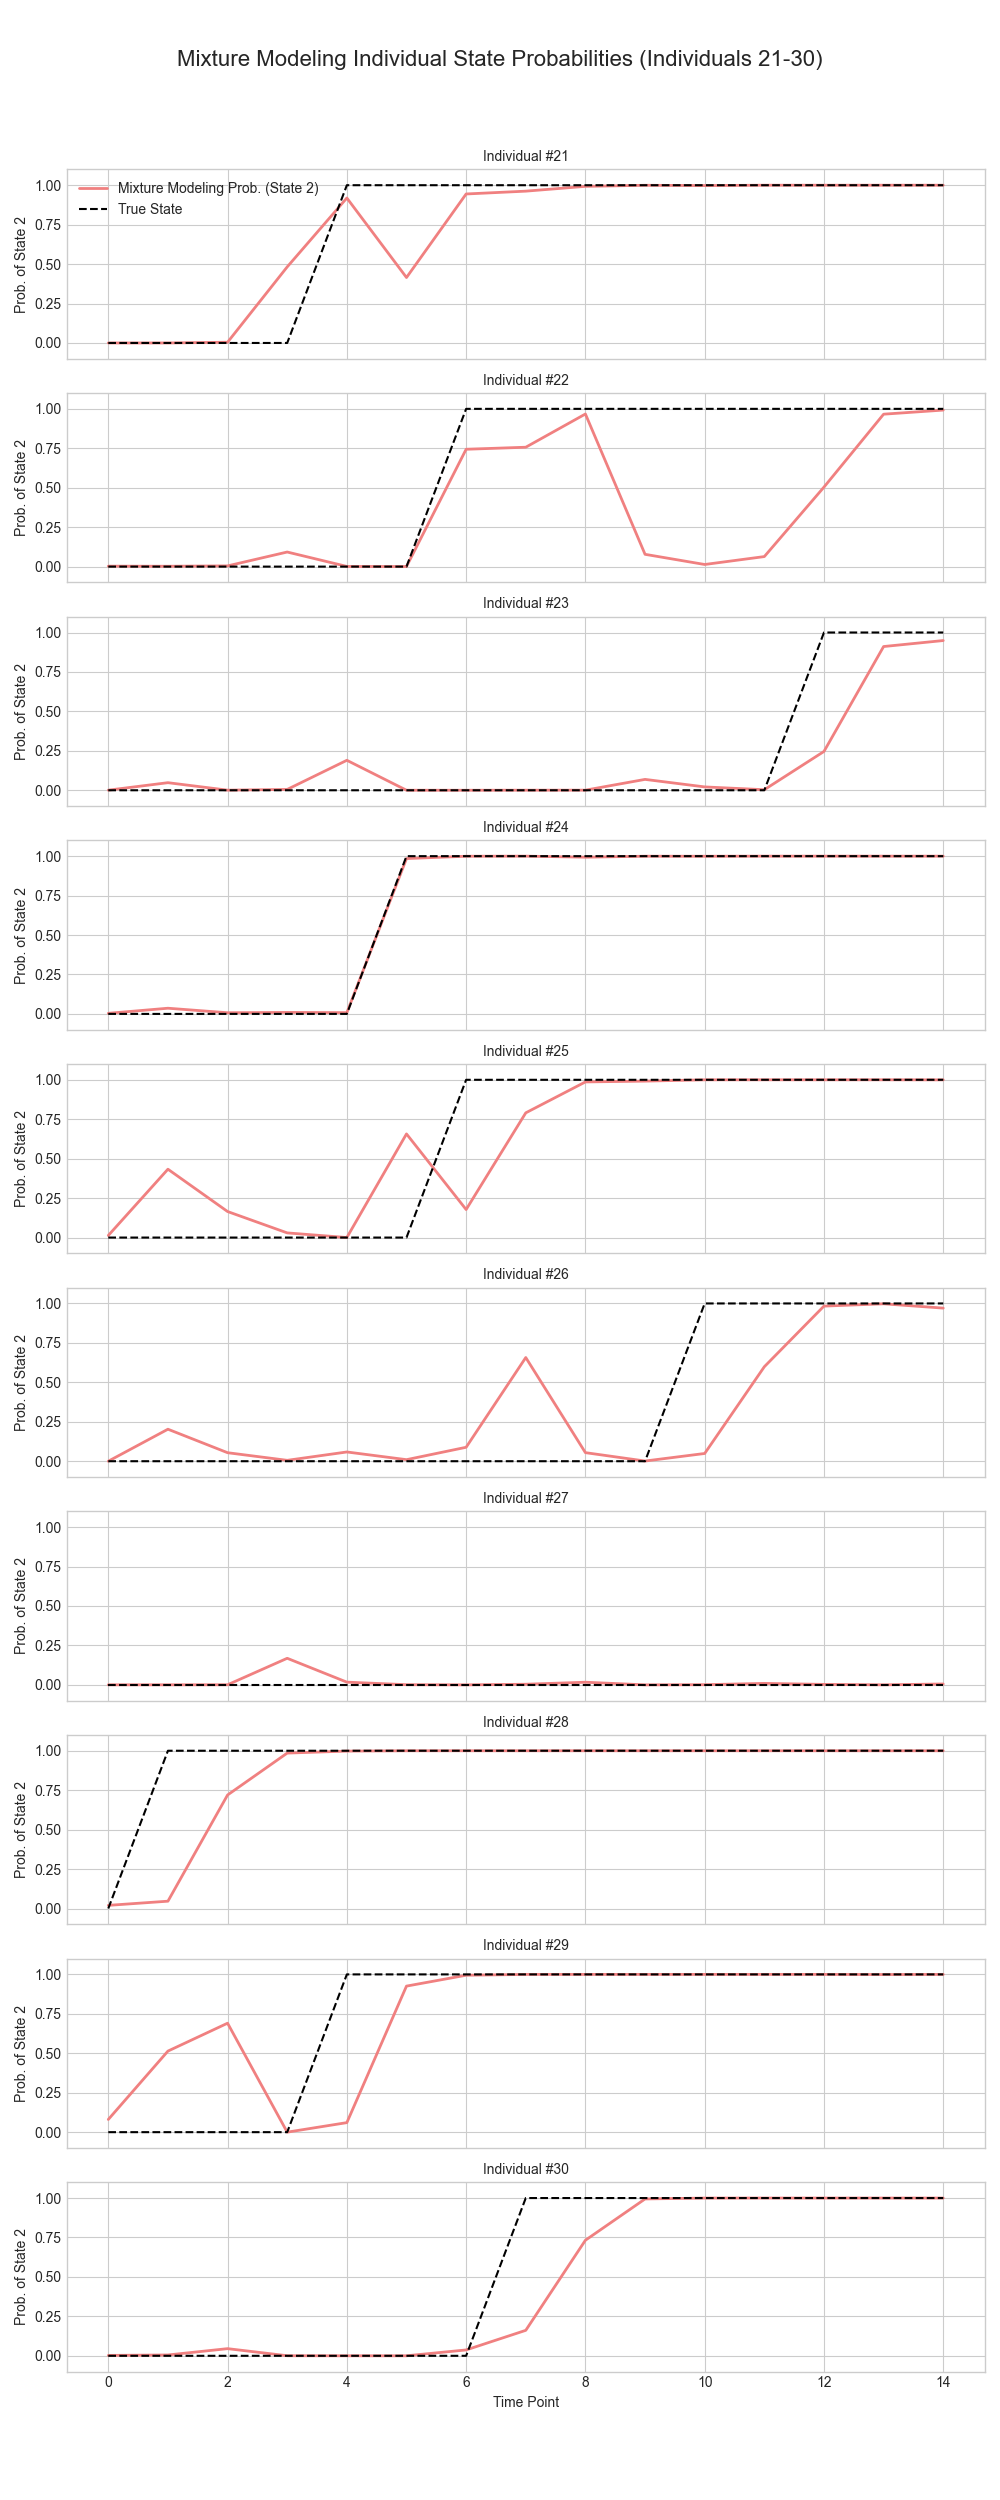 Mixture Modeling Individual State Probabilities (Individuals 21-30)
Individual #21
Mixture Modeling Prob. (State 2)
True State
Prob. of State 2
1.00
0.75
0.50
0.25
0.00
Individual #22
Prob. of State 2
1.00
0.75
0.50
0.25
0.00
Individual #23
Prob. of State 2
1.00
0.75
0.50
0.25
0.00
Individual #24
Prob. of State 2
1.00
0.75
0.50
0.25
0.00
Individual #25
Prob. of State 2
1.00
0.75
0.50
0.25
0.00
Individual #26
Prob. of State 2
1.00
0.75
0.50
0.25
0.00
Individual #27
Prob. of State 2
1.00
0.75
0.50
0.25
0.00
Individual #28
Prob. of State 2
1.00
0.75
0.50
0.25
0.00
Individual #29
Prob. of State 2
1.00
0.75
0.50
0.25
0.00
Individual #30
Prob. of State 2
1.00
0.75
0.50
0.25
0.00
0 2 4 6 8 10 12 14
Time Point